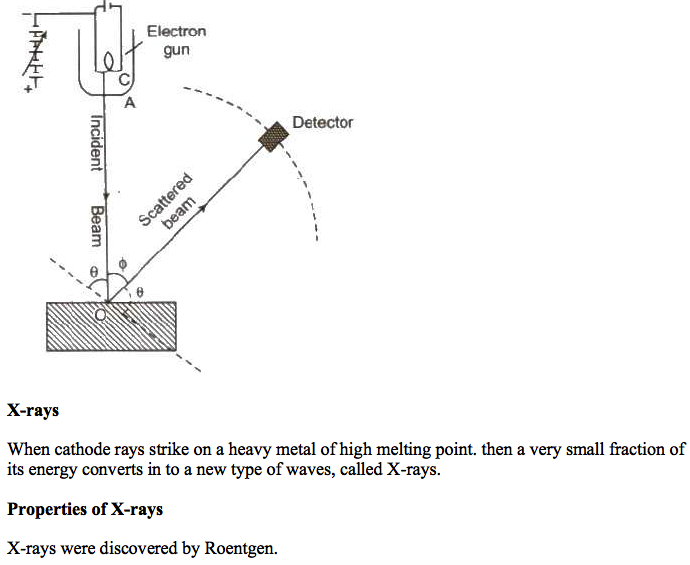 Electron
gun
C
A
+
Detector
Incident Beam
Scattered
beam
θ
ϕ
θ
O
X-rays
When cathode rays strike on a heavy metal of high melting point. then a very small fraction of
its energy converts in to a new type of waves, called X-rays.
Properties of X-rays
X-rays were discovered by Roentgen.